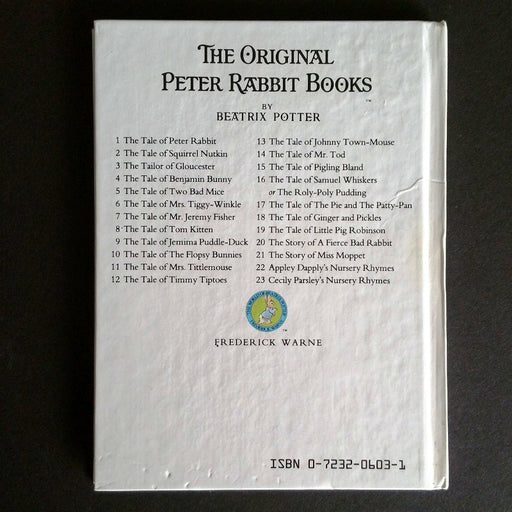 THE ORIGINAL
PETER RABBIT BOOKS
™
BY
BEATRIX POTTER
1 The Tale of Peter Rabbit
2 The Tale of Squirrel Nutkin
3 The Tailor of Gloucester
4 The Tale of Benjamin Bunny
5 The Tale of Two Bad Mice
6 The Tale of Mrs. Tiggy-Winkle
7 The Tale of Mr. Jeremy Fisher
8 The Tale of Tom Kitten
9 The Tale of Jemima Puddle-Duck
10 The Tale of The Flopsy Bunnies
11 The Tale of Mrs. Tittlemouse
12 The Tale of Timmy Tiptoes
13 The Tale of Johnny Town-Mouse
14 The Tale of Mr. Tod
15 The Tale of Pigling Bland
16 The Tale of Samuel Whiskers
or The Roly-Poly Pudding
17 The Tale of The Pie and The Patty-Pan
18 The Tale of Ginger and Pickles
19 The Tale of Little Pig Robinson
20 The Story of A Fierce Bad Rabbit
21 The Story of Miss Moppet
22 Appley Dapply's Nursery Rhymes
23 Cecily Parsley's Nursery Rhymes
™
FREDERICK WARNE
ISBN 0-7232-0603-1